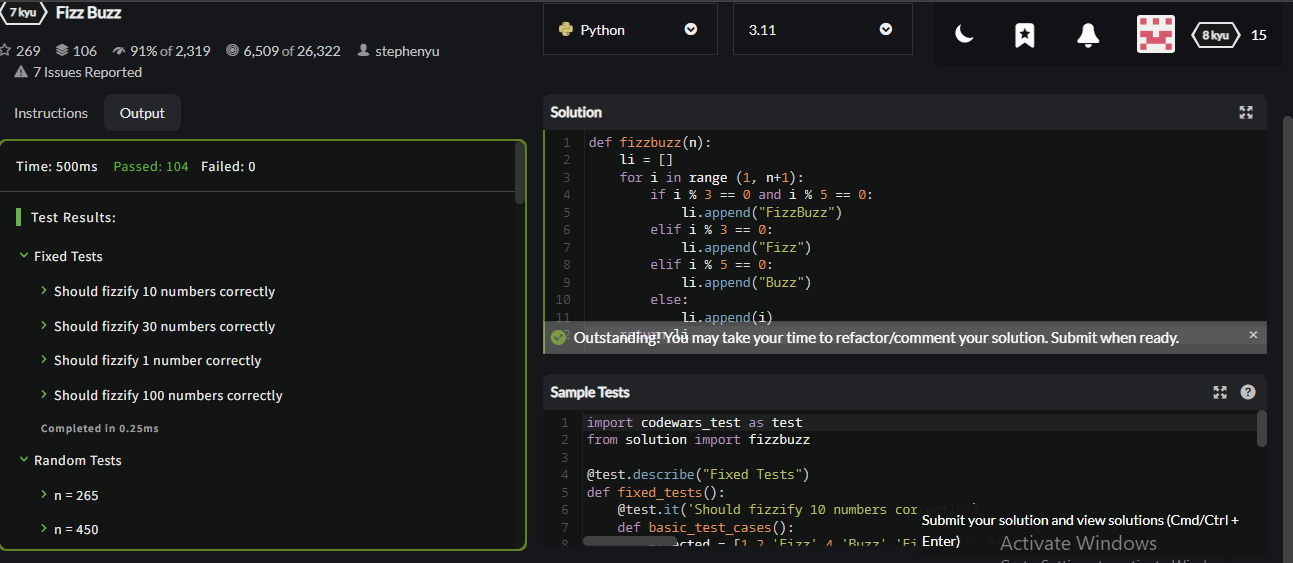 7 kyu Fizz Buzz
269 106 91% of 2,319 6,509 of 26,322 stephenyu
7 Issues Reported
Python
3.11
8 kyu 15
Instructions Output
Time: 500ms Passed: 104 Failed: 0
Test Results:
Fixed Tests
Should fizzify 10 numbers correctly
Should fizzify 30 numbers correctly
Should fizzify 1 number correctly
Should fizzify 100 numbers correctly
Completed in 0.25ms
Random Tests
n = 265
n = 450
Solution
1 def fizzbuzz(n):
2 li = []
3 for i in range (1, n+1):
4 if i % 3 == 0 and i % 5 == 0:
5 li.append("FizzBuzz")
6 elif i % 3 == 0:
7 li.append("Fizz")
8 elif i % 5 == 0:
9 li.append("Buzz")
10 else:
11 li.append(i)
return li
Outstanding! You may take your time to refactor/comment your solution. Submit when ready.
Sample Tests
1 import codewars_test as test
2 from solution import fizzbuzz
3
4 @test.describe("Fixed Tests")
5 def fixed_tests():
6 @test.it('Should fizzify 10 numbers
7 def basic_test_cases():
8 = [1,2,'Fizz',4,'Buzz',
Submit your solution and view solutions (Cmd/Ctrl +
Enter)
Activate Windows